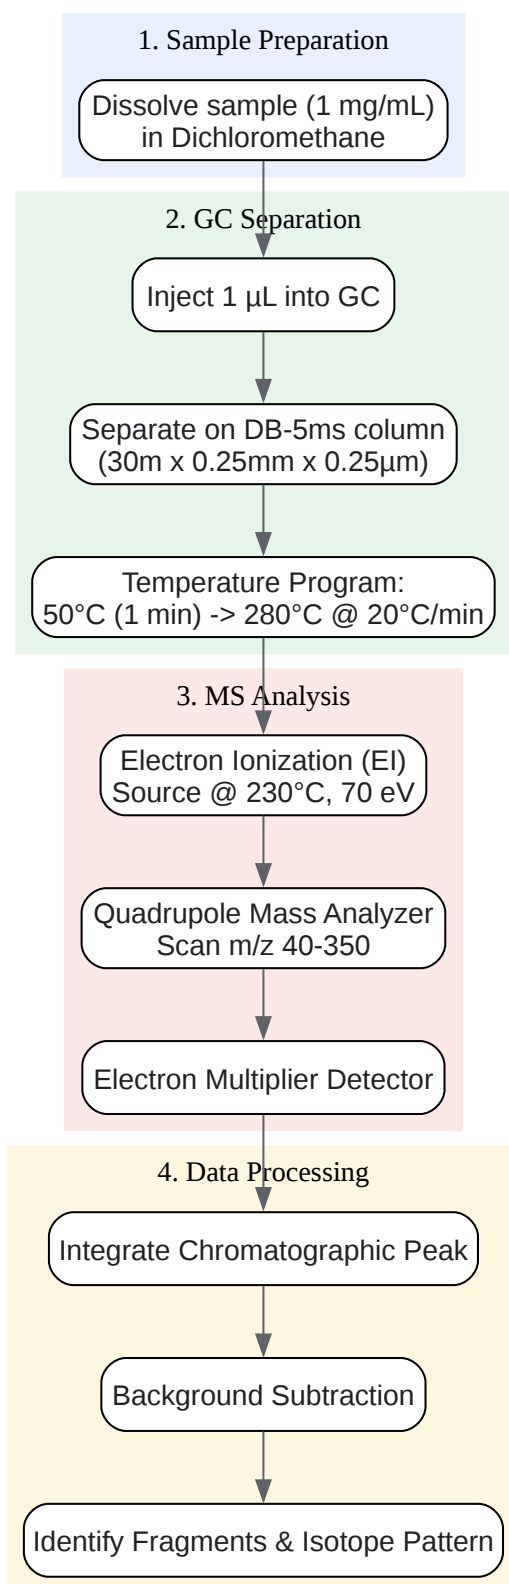 1. Sample Preparation
Dissolve sample (1 mg/mL)
in Dichloromethane
2. GC Separation
Inject 1 µL into GC
Separate on DB-5ms column
(30m x 0.25mm x 0.25µm)
Temperature Program:
50°C (1 min) -> 280°C @ 20°C/min
3. MS Analysis
Electron Ionization (EI)
Source @ 230°C, 70 eV
Quadrupole Mass Analyzer
Scan m/z 40-350
Electron Multiplier Detector
4. Data Processing
Integrate Chromatographic Peak
Background Subtraction
Identify Fragments & Isotope Pattern